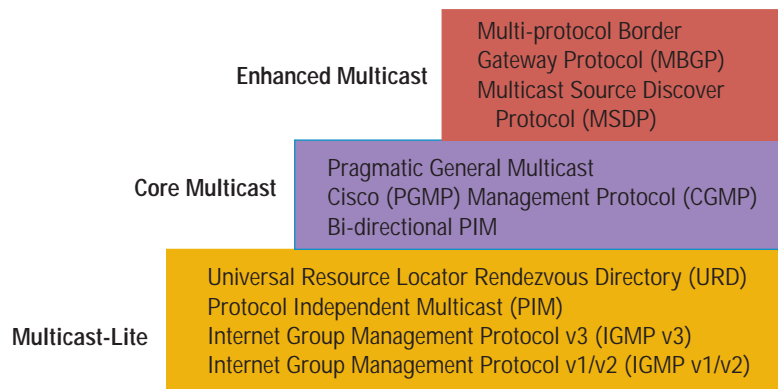 Enhanced Multicast
Multi-protocol Border
Gateway Protocol (MBGP)
Multicast Source Discover
Protocol (MSDP)
Core Multicast
Pragmatic General Multicast
Cisco (PGMP) Management Protocol (CGMP)
Bi-directional PIM
Multicast-Lite
Universal Resource Locator Rendezvous Directory (URD)
Protocol Independent Multicast (PIM)
Internet Group Management Protocol v3 (IGMP v3)
Internet Group Management Protocol v1/v2 (IGMP v1/v2)